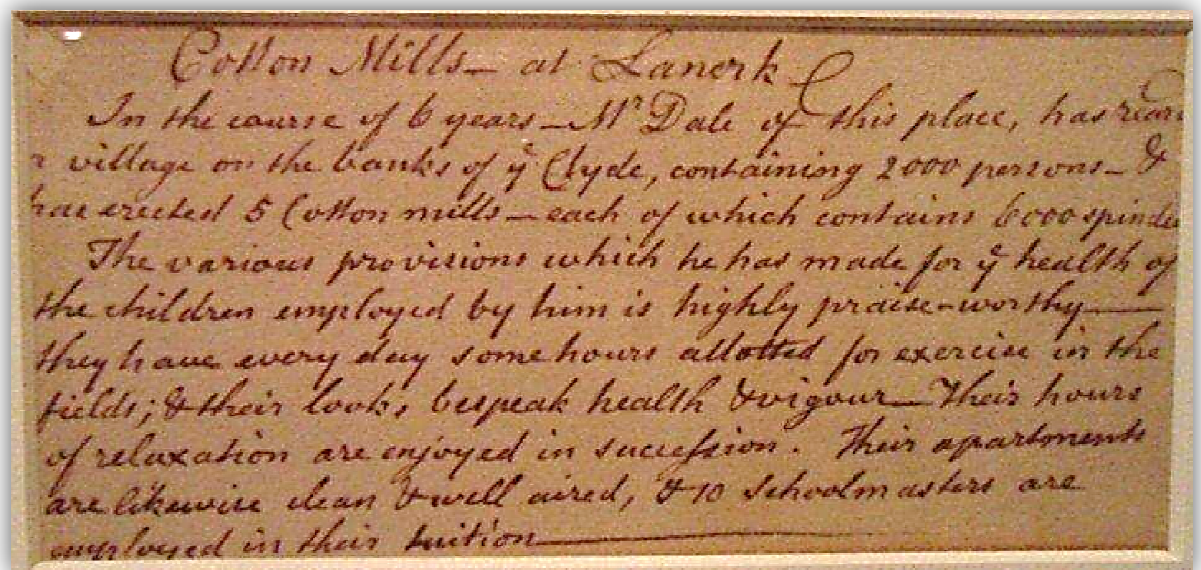 Cotton Mills — at Lanerk
In the course of 6 years — Mr Dale of this place, has rear
a village on the banks of ye Clyde, containing 2000 persons — &
has erected 5 Cotton mills — each of which contains 6000 spindle
The various provisions which he has made for ye health of
the children employed by him is highly praise-worthy —
they have every day some hours allotted for exercise in the
fields; & their looks bespeak health & vigour — Their hours
of relaxation are enjoyed in succession. Their apartments
are likewise clean & well aired, & 10 Schoolmasters are
employed in their tuition —